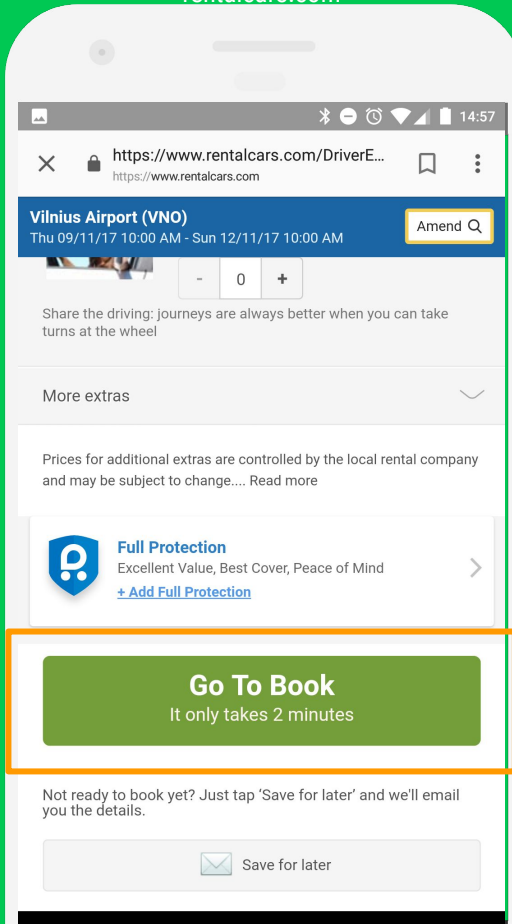 rentalcars.com
14:57
https://www.rentalcars.com/DriverE...
https://www.rentalcars.com
Vilnius Airport (VNO)
Thu 09/11/17 10:00 AM - Sun 12/11/17 10:00 AM
Amend
- 0 +
Share the driving: journeys are always better when you can take
turns at the wheel
More extras
Prices for additional extras are controlled by the local rental company
and may be subject to change.... Read more
Full Protection
Excellent Value, Best Cover, Peace of Mind
+ Add Full Protection
Go To Book
It only takes 2 minutes
Not ready to book yet? Just tap ‘Save for later’ and we'll email
you the details.
Save for later